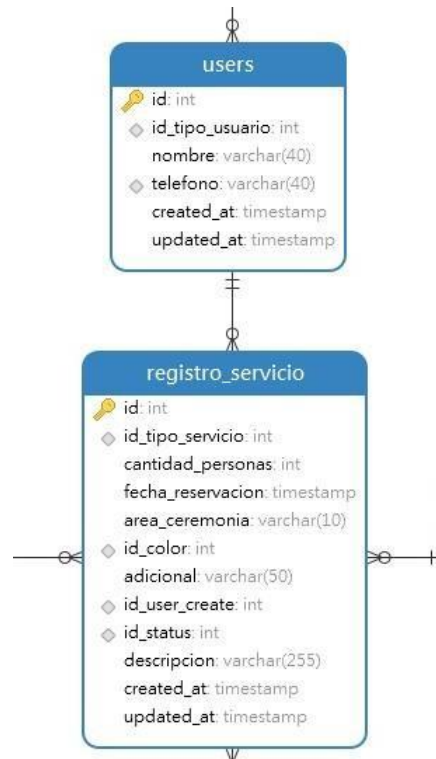 users
id: int
id_tipo_usuario: int
nombre: varchar(40)
telefono: varchar(40)
created_at: timestamp
updated_at: timestamp
registro_servicio
id: int
id_tipo_servicio: int
cantidad_personas: int
fecha_reservacion: timestamp
area_ceremonia: varchar(10)
id_color: int
adicional: varchar(50)
id_user_create: int
id_status: int
descripcion: varchar(255)
created_at: timestamp
updated_at: timestamp